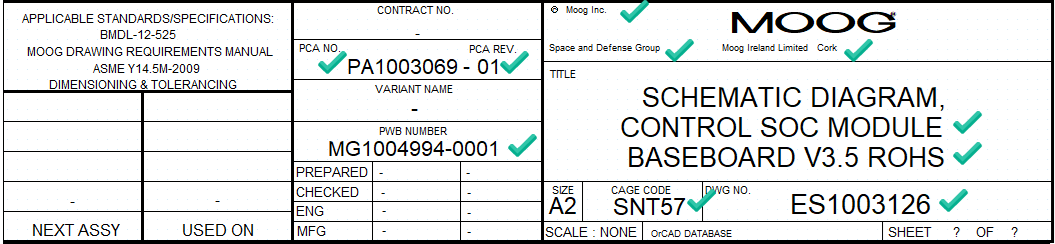 APPLICABLE STANDARDS/SPECIFICATIONS:
BMDL-12-525
MOOG DRAWING REQUIREMENTS MANUAL
ASME Y14.5M-2009
DIMENSIONING & TOLERANCING
- -
NEXT ASSY USED ON
CONTRACT NO.
-
PCA NO. PCA REV.
PA1003069 - 01
VARIANT NAME
-
PWB NUMBER
MG1004994-0001
PREPARED - -
CHECKED - -
ENG - -
MFG - -
© Moog Inc.
MOOG
Space and Defense Group Moog Ireland Limited Cork
TITLE
SCHEMATIC DIAGRAM,
CONTROL SOC MODULE
BASEBOARD V3.5 ROHS
SIZE CAGE CODE DWG NO.
A2 SNT57 ES1003126
SCALE : NONE OrCAD DATABASE SHEET ? OF ?